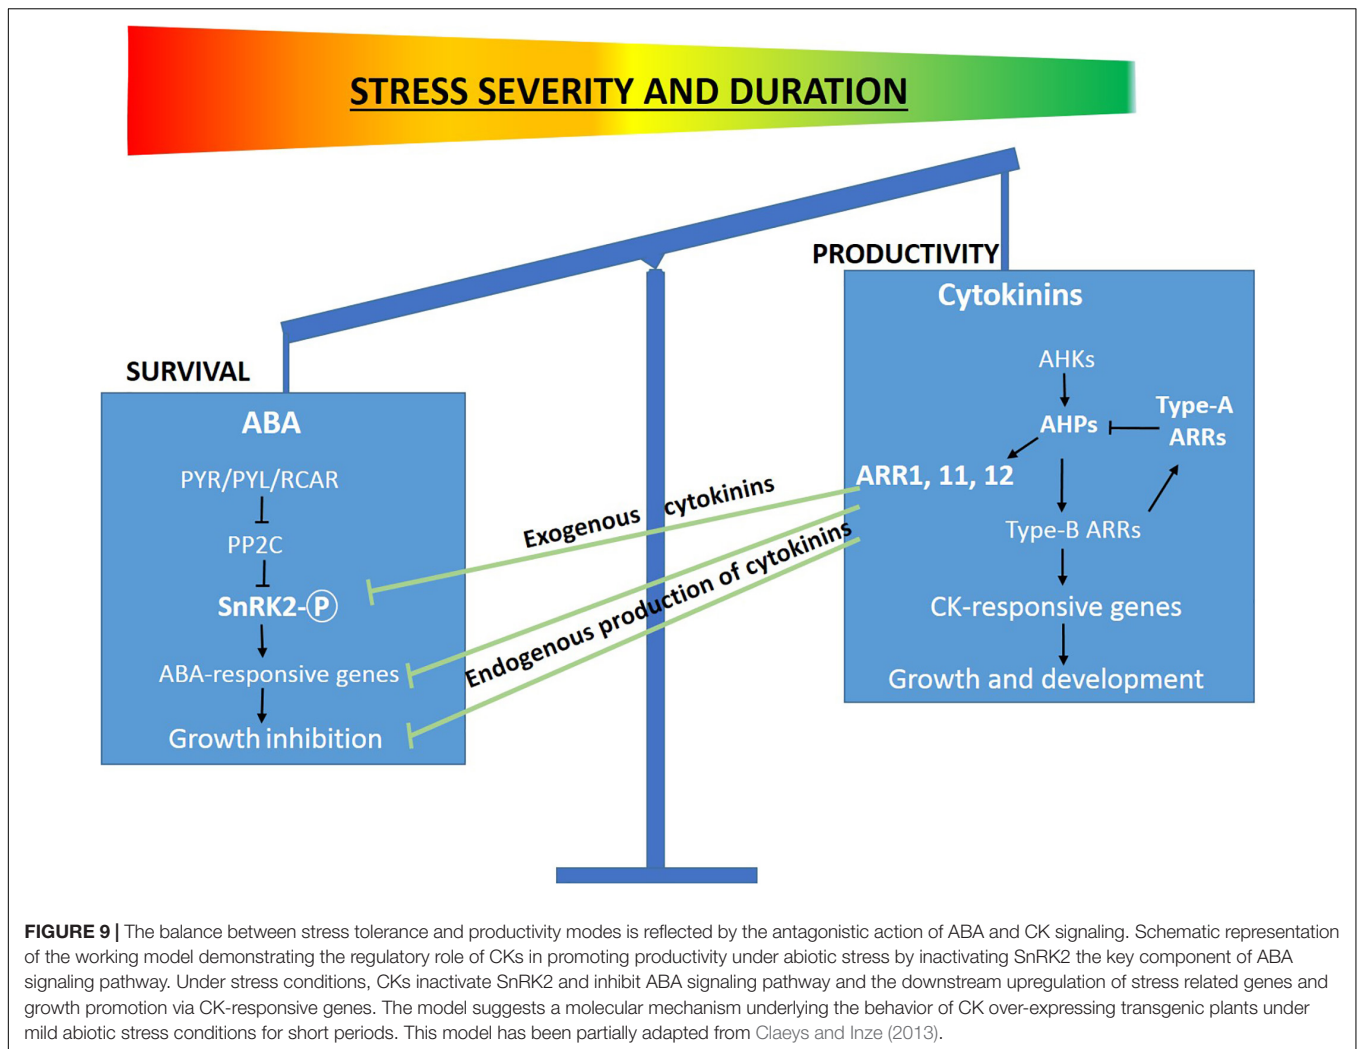 STRESS SEVERITY AND DURATION
PRODUCTIVITY
Cytokinins
AHKs
AHPs
Type-A
ARRs
ARR1, 11, 12
Type-B ARRs
CK-responsive genes
Growth and development
SURVIVAL
ABA
PYR/PYL/RCAR
PP2C
SnRK2-P
ABA-responsive genes
Growth inhibition
Exogenous cytokinins
Endogenous production of cytokinins
FIGURE 9 | The balance between stress tolerance and productivity modes is reflected by the antagonistic action of ABA and CK signaling. Schematic representation
of the working model demonstrating the regulatory role of CKs in promoting productivity under abiotic stress by inactivating SnRK2 the key component of ABA
signaling pathway. Under stress conditions, CKs inactivate SnRK2 and inhibit ABA signaling pathway and the downstream upregulation of stress related genes and
growth promotion via CK-responsive genes. The model suggests a molecular mechanism underlying the behavior of CK over-expressing transgenic plants under
mild abiotic stress conditions for short periods. This model has been partially adapted from Claeys and Inze (2013).